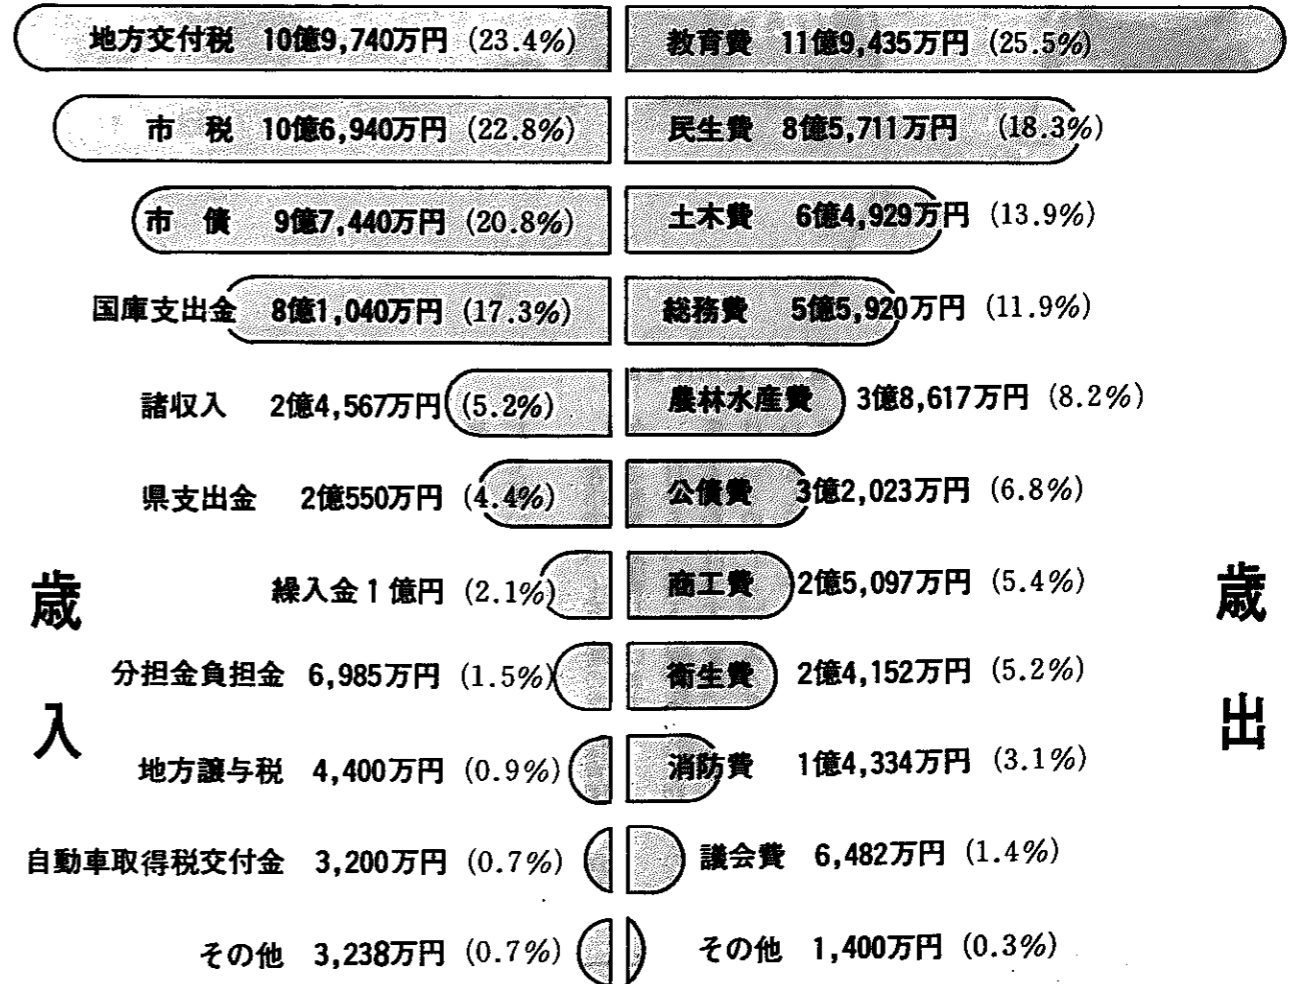 地方交付税 10億9,740万円 (23.4%)
市 税 10億6,940万円 (22.8%)
市 債 9億7,440万円 (20.8%)
国庫支出金 8億1,040万円 (17.3%)
諸収入 2億4,567万円 (5.2%)
県支出金 2億550万円 (4.4%)
繰入金1億円 (2.1%)
分担金負担金 6,985万円 (1.5%)
地方譲与税 4,400万円 (0.9%)
自動車取得税交付金 3,200万円 (0.7%)
その他 3,238万円 (0.7%)
歳入
教育費 11億9,435万円 (25.5%)
民生費 8億5,711万円 (18.3%)
土木費 6億4,929万円 (13.9%)
総務費 5億5,920万円 (11.9%)
農林水産費 3億8,617万円 (8.2%)
公債費 3億2,023万円 (6.8%)
商工費 2億5,097万円 (5.4%)
衛生費 2億4,152万円 (5.2%)
消防費 1億4,334万円 (3.1%)
議会費 6,482万円 (1.4%)
その他 1,400万円 (0.3%)
歳出